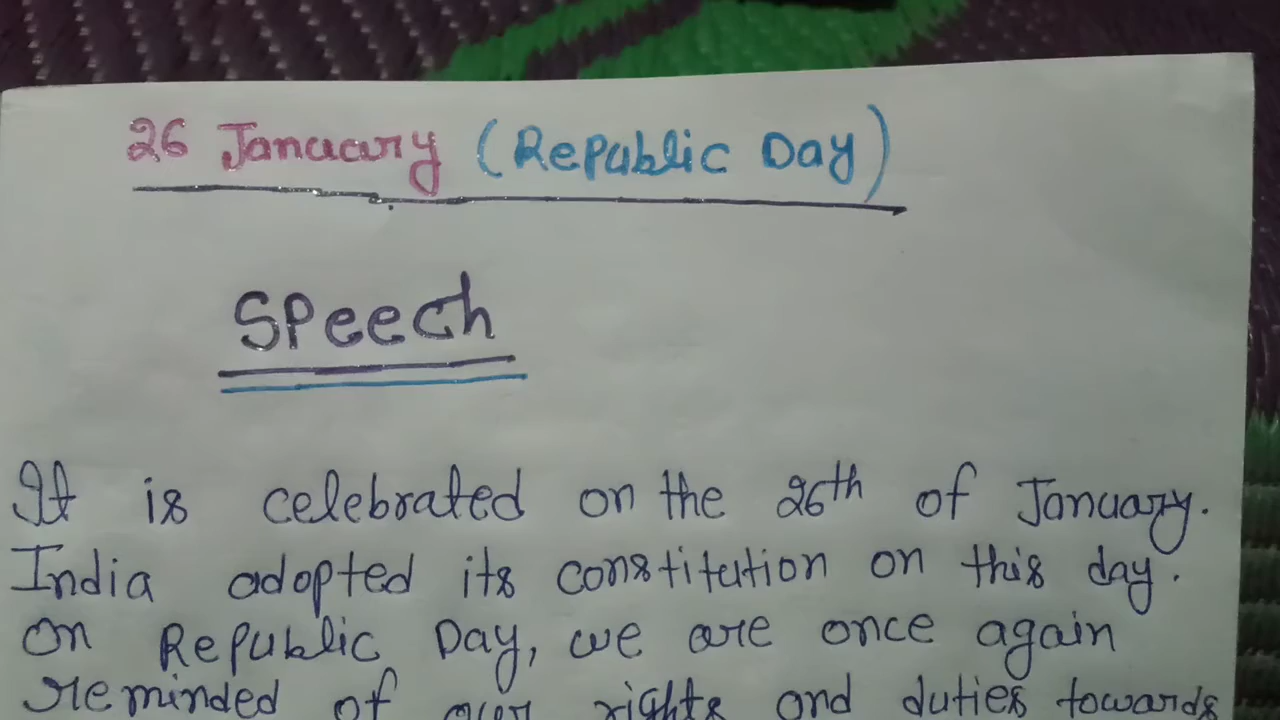 26 January (Republic Day)
Speech
It is celebrated on the 26th of January.
India adopted its constitution on this day.
On Republic Day, we are once again
reminded of our rights and duties towards